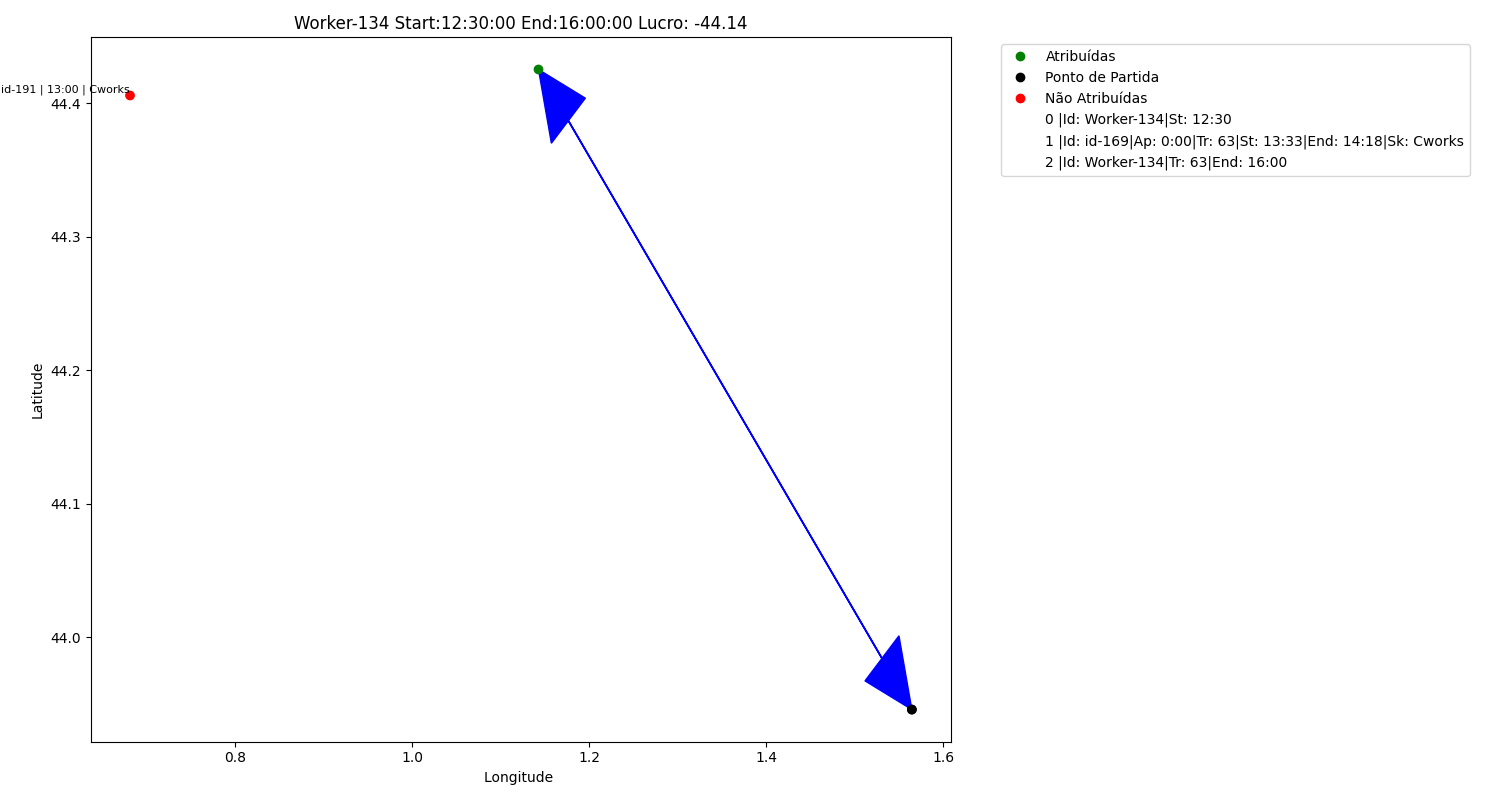 Worker-134 Start:12:30:00 End:16:00:00 Lucro: -44.14
id-191 | 13:00 | Cworks
44.4
44.3
44.2
44.1
44.0
Latitude
0.8 1.0 1.2 1.4 1.6
Longitude
Atribuídas
Ponto de Partida
Não Atribuídas
0 |Id: Worker-134|St: 12:30
1 |Id: id-169|Ap: 0:00|Tr: 63|St: 13:33|End: 14:18|Sk: Cworks
2 |Id: Worker-134|Tr: 63|End: 16:00